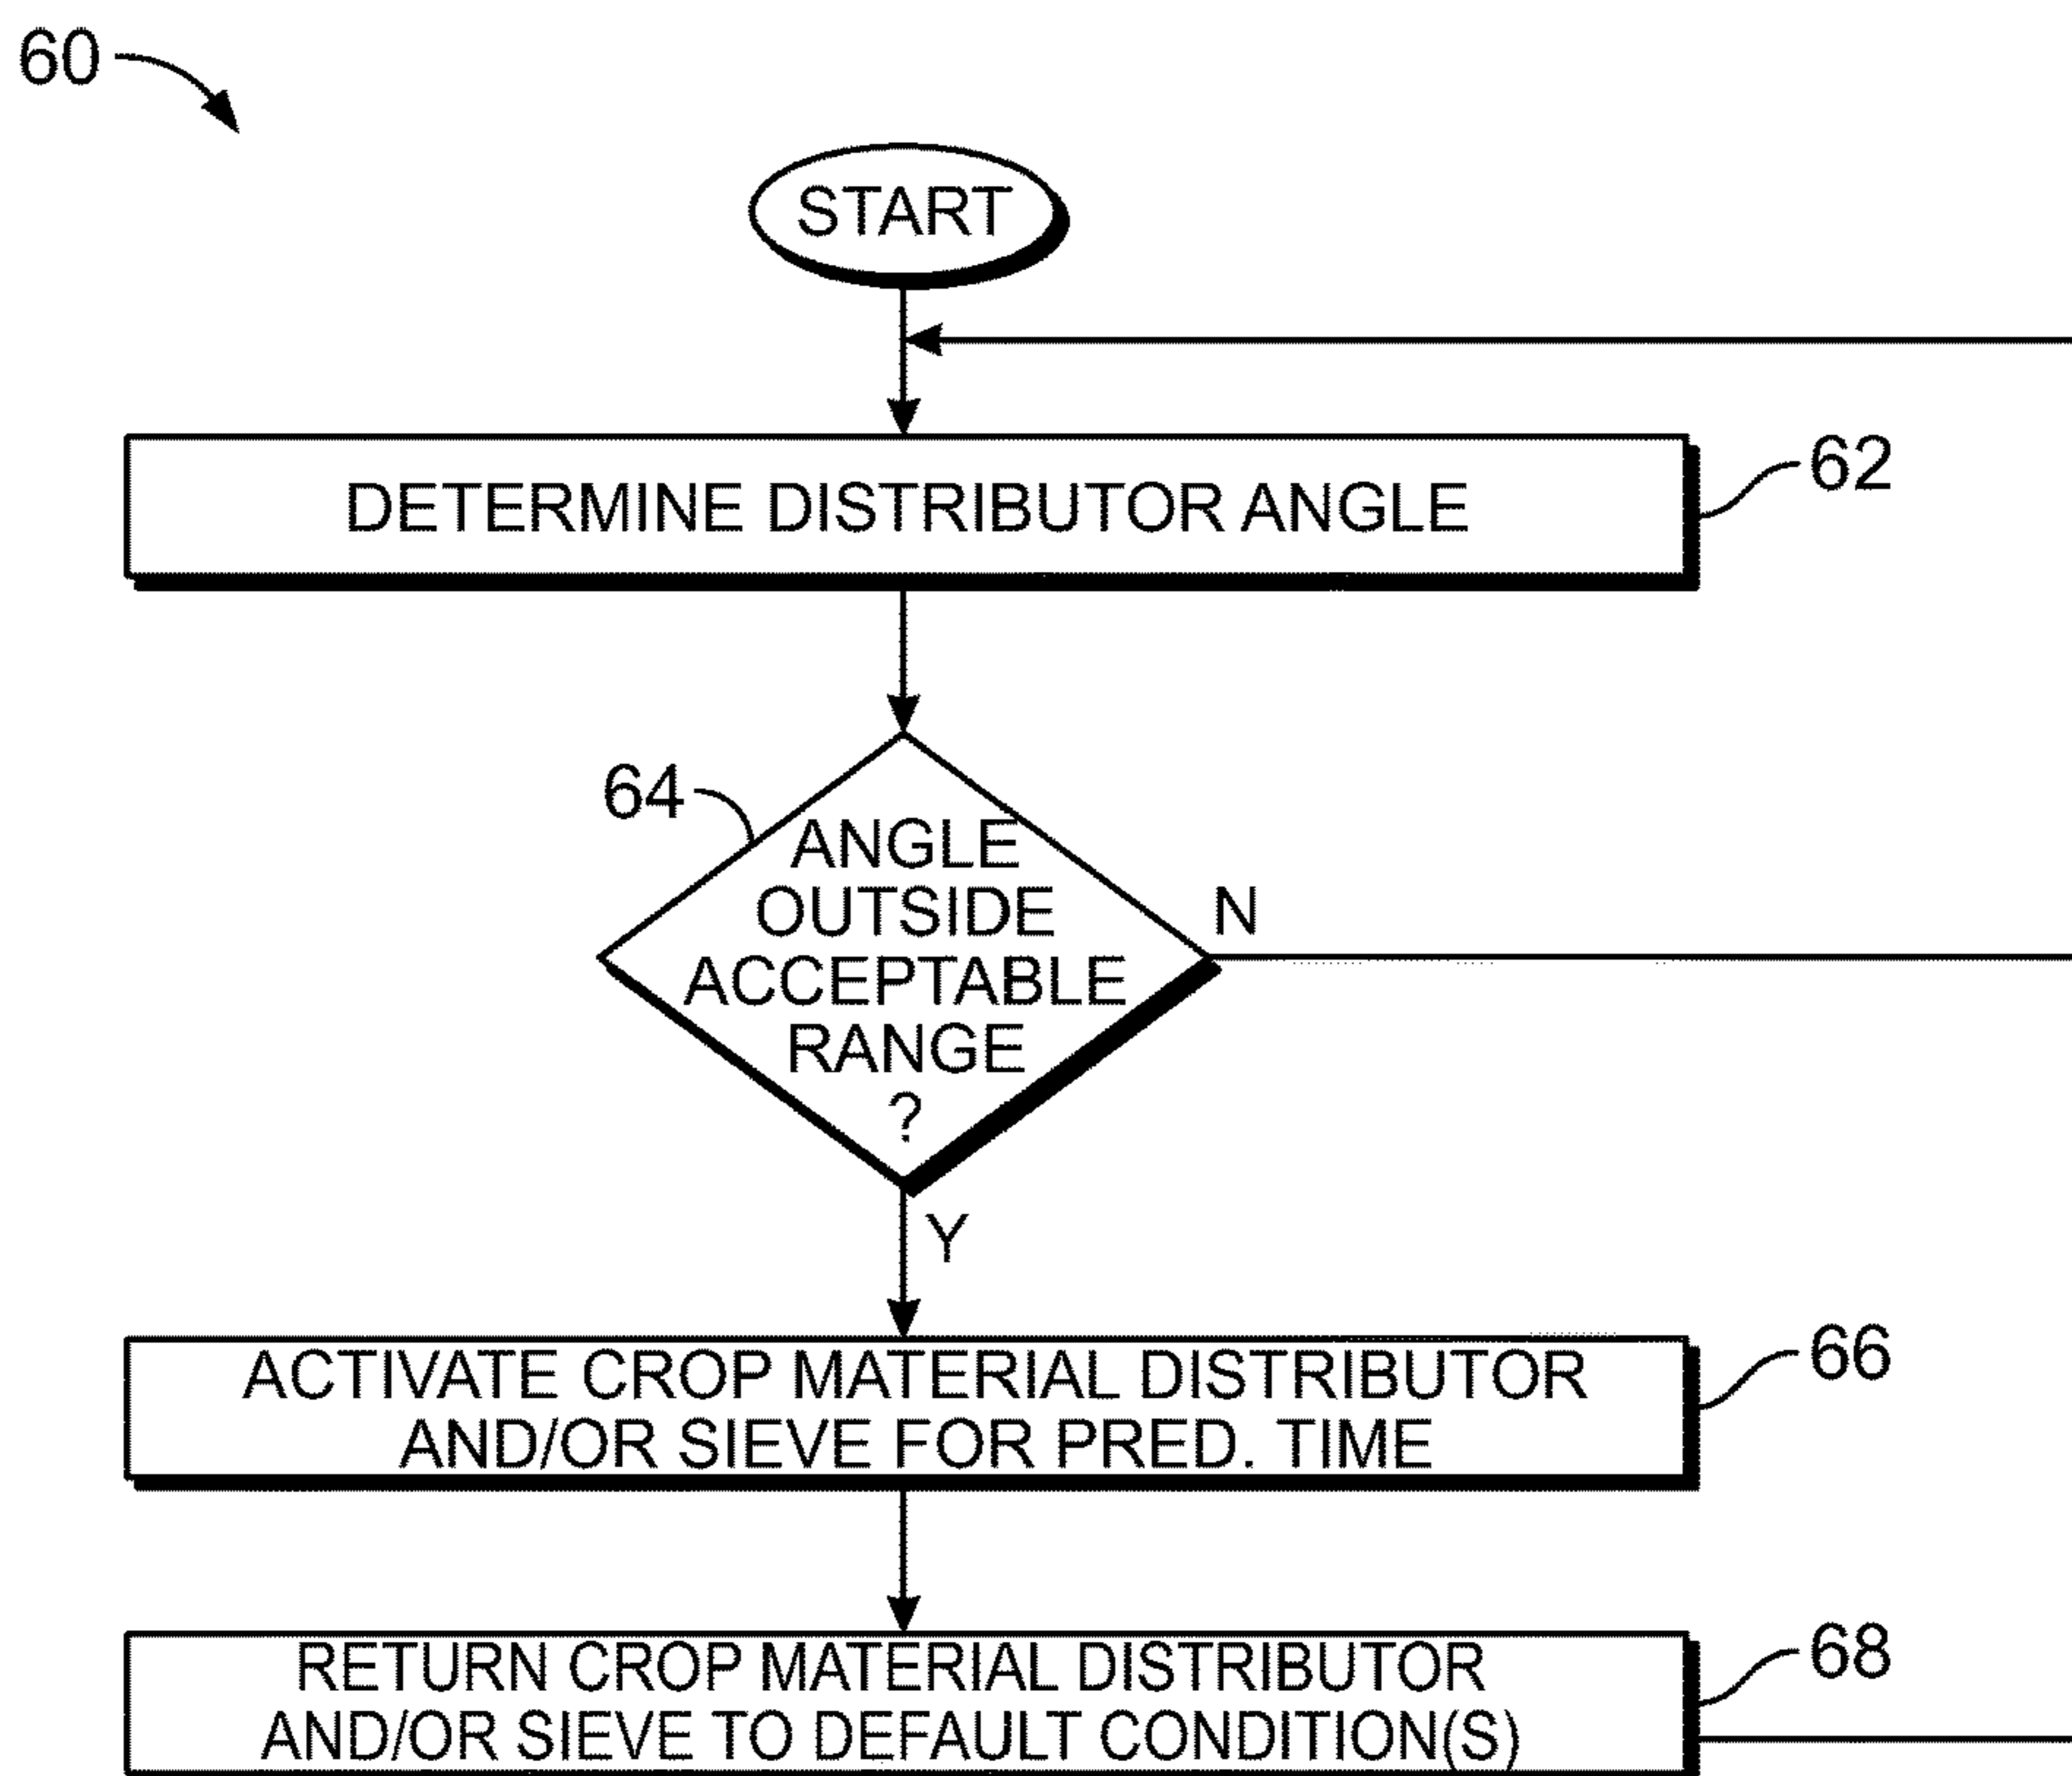 60
START
DETERMINE DISTRIBUTOR ANGLE
62
64
ANGLE
OUTSIDE
ACCEPTABLE
RANGE
?
N
Y
ACTIVATE CROP MATERIAL DISTRIBUTOR
AND/OR SIEVE FOR PRED. TIME
66
RETURN CROP MATERIAL DISTRIBUTOR
AND/OR SIEVE TO DEFAULT CONDITION(S)
68